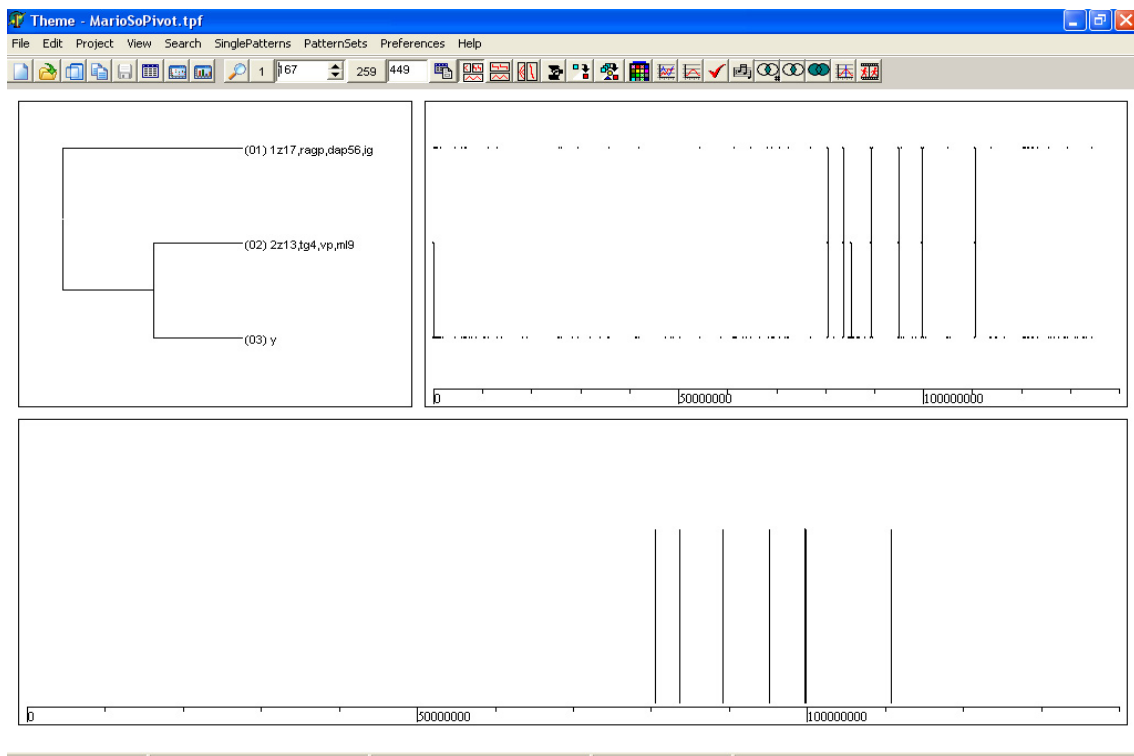 Theme - MarioSoPivot.tpf
File Edit Project View Search SinglePatterns PatternSets Preferences Help
1 167 259 449
(01) 1z17,ragp,dap56,ig
(02) 2z13,tg4,vp,ml9
(03) y
0 50000000 100000000
0 50000000 100000000